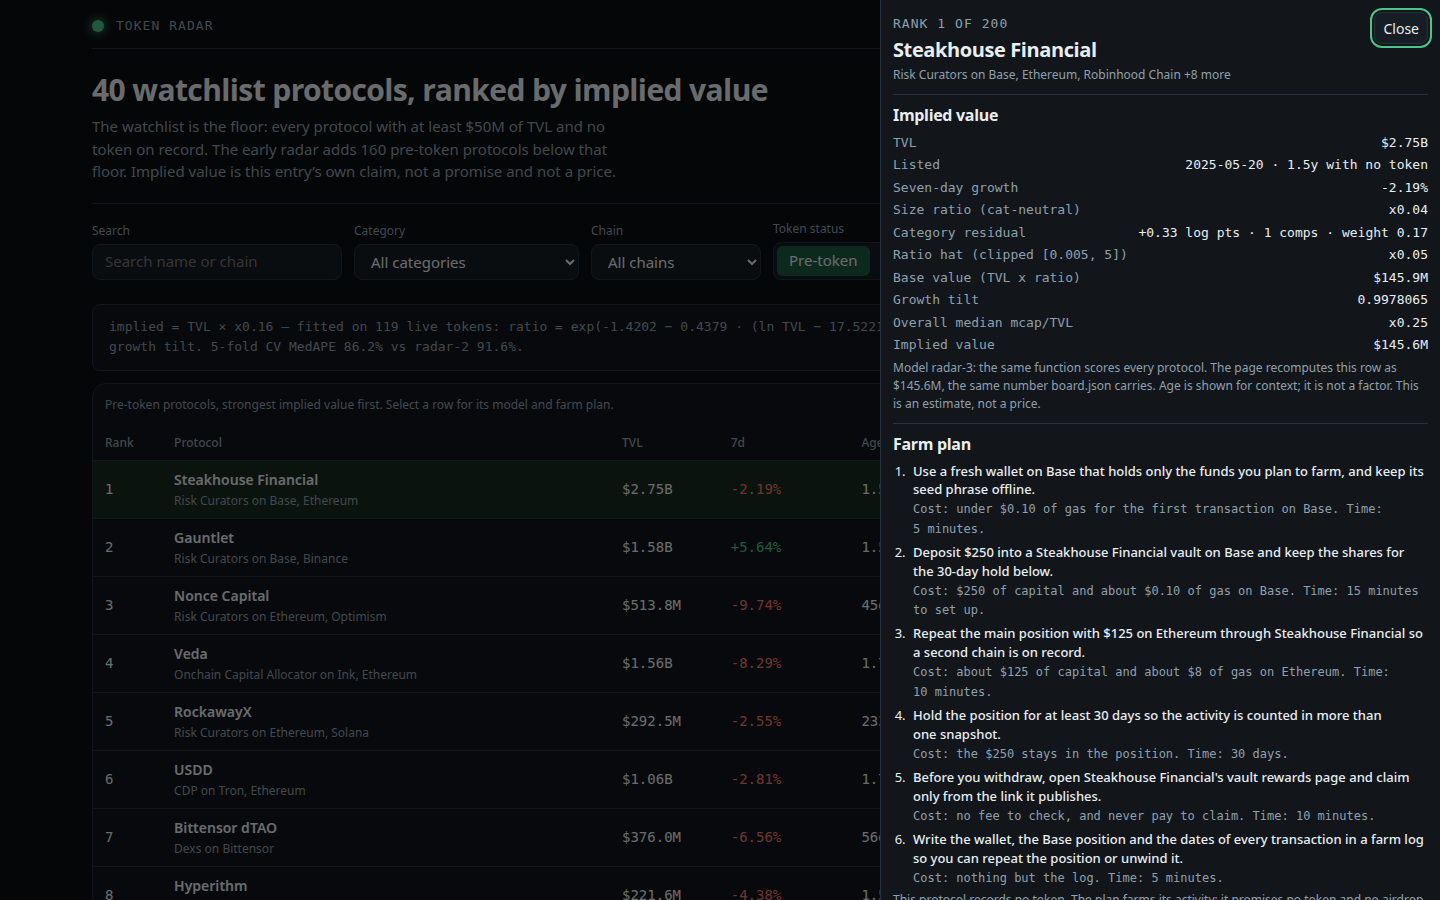 TOKEN RADAR
40 watchlist protocols, ranked by implied value
The watchlist is the floor: every protocol with at least $50M of TVL and no
token on record. The early radar adds 160 pre-token protocols below that
floor. Implied value is this entry's own claim, not a promise and not a price.
Search
Category
Chain
Token status
Search name or chain
All categories
All chains
Pre-token
implied = TVL × x0.16 — fitted on 119 live tokens: ratio = exp(-1.4202 − 0.4379 · (ln TVL − 17.5221
growth tilt. 5-fold CV MedAPE 86.2% vs radar-2 91.6%.
Pre-token protocols, strongest implied value first. Select a row for its model and farm plan.
Rank Protocol TVL 7d Age
1 Steakhouse Financial $2.75B -2.19%
Risk Curators on Base, Ethereum
2 Gauntlet $1.58B +5.64%
Risk Curators on Base, Binance
3 Nonce Capital $513.8M -9.74%
Risk Curators on Ethereum, Optimism
4 Veda $1.56B -8.29%
Onchain Capital Allocator on Ink, Ethereum
5 RockawayX $292.5M -2.55%
Risk Curators on Ethereum, Solana
6 USDD $1.06B -2.81%
CDP on Tron, Ethereum
7 Bittensor dTAO $376.0M -6.56%
Dexs on Bittensor
8 Hyperithm $221.6M -4.38%
RANK 1 OF 200
Close
Steakhouse Financial
Risk Curators on Base, Ethereum, Robinhood Chain +8 more
Implied value
TVL $2.75B
Listed 2025-05-20 · 1.5y with no token
Seven-day growth -2.19%
Size ratio (cat-neutral) x0.04
Category residual +0.33 log pts · 1 comps · weight 0.17
Ratio hat (clipped [0.005, 5]) x0.05
Base value (TVL x ratio) $145.9M
Growth tilt 0.9978065
Overall median mcap/TVL x0.25
Implied value $145.6M
Model radar-3: the same function scores every protocol. The page recomputes this row as
$145.6M, the same number board.json carries. Age is shown for context; it is not a factor. This
is an estimate, not a price.
Farm plan
1. Use a fresh wallet on Base that holds only the funds you plan to farm, and keep its
seed phrase offline.
Cost: under $0.10 of gas for the first transaction on Base. Time:
5 minutes.
2. Deposit $250 into a Steakhouse Financial vault on Base and keep the shares for
the 30-day hold below.
Cost: $250 of capital and about $0.10 of gas on Base. Time: 15 minutes
to set up.
3. Repeat the main position with $125 on Ethereum through Steakhouse Financial so
a second chain is on record.
Cost: about $125 of capital and about $8 of gas on Ethereum. Time:
10 minutes.
4. Hold the position for at least 30 days so the activity is counted in more than
one snapshot.
Cost: the $250 stays in the position. Time: 30 days.
5. Before you withdraw, open Steakhouse Financial's vault rewards page and claim
only from the link it publishes.
Cost: no fee to check, and never pay to claim. Time: 10 minutes.
6. Write the wallet, the Base position and the dates of every transaction in a farm log
so you can repeat the position or unwind it.
Cost: nothing but the log. Time: 5 minutes.
This protocol records no token. The plan farms its activity; it promises no token and no airdrop